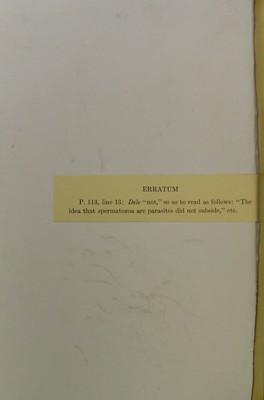 ERRATUM
P. 113, line 15: Dele "not," so as to read as follows: "The
idea that spermatozoa are parasites did not subside," etc.